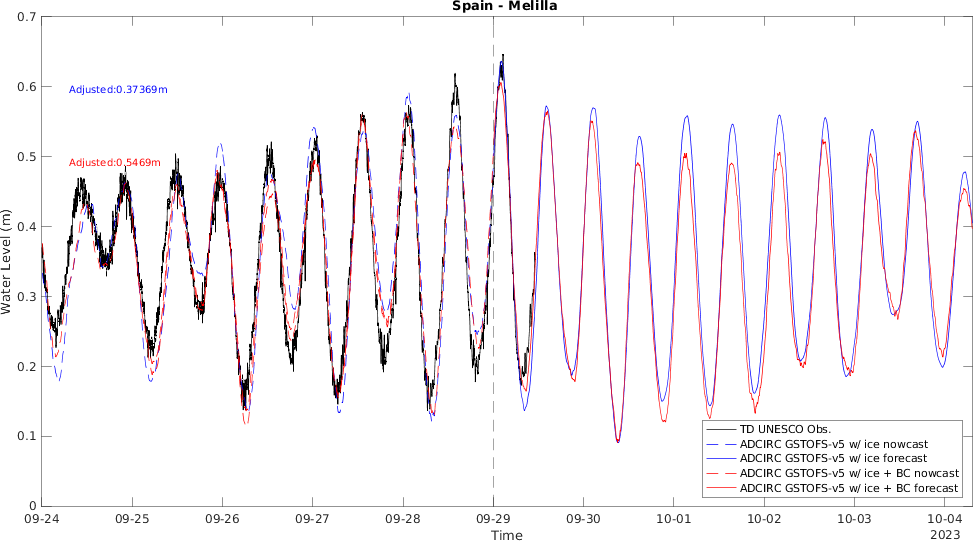 Spain - Melilla
0.7
0.6
0.5
0.4
0.3
0.2
0.1
0
Water Level (m)
Adjusted:0.37369m
Adjusted:0.5469m
TD UNESCO Obs.
ADCIRC GSTOFS-v5 w/ ice nowcast
ADCIRC GSTOFS-v5 w/ ice forecast
ADCIRC GSTOFS-v5 w/ ice + BC nowcast
ADCIRC GSTOFS-v5 w/ ice + BC forecast
09-24 09-25 09-26 09-27 09-28 09-29 09-30 10-01 10-02 10-03 10-04
Time 2023